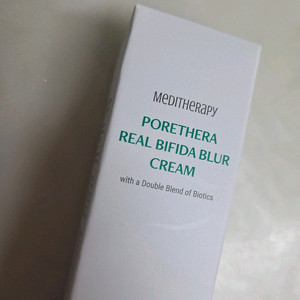 MEDITHERAPY
PORETHERA
REAL BIFIDA BLUR
CREAM
with a Double Blend of Biotics